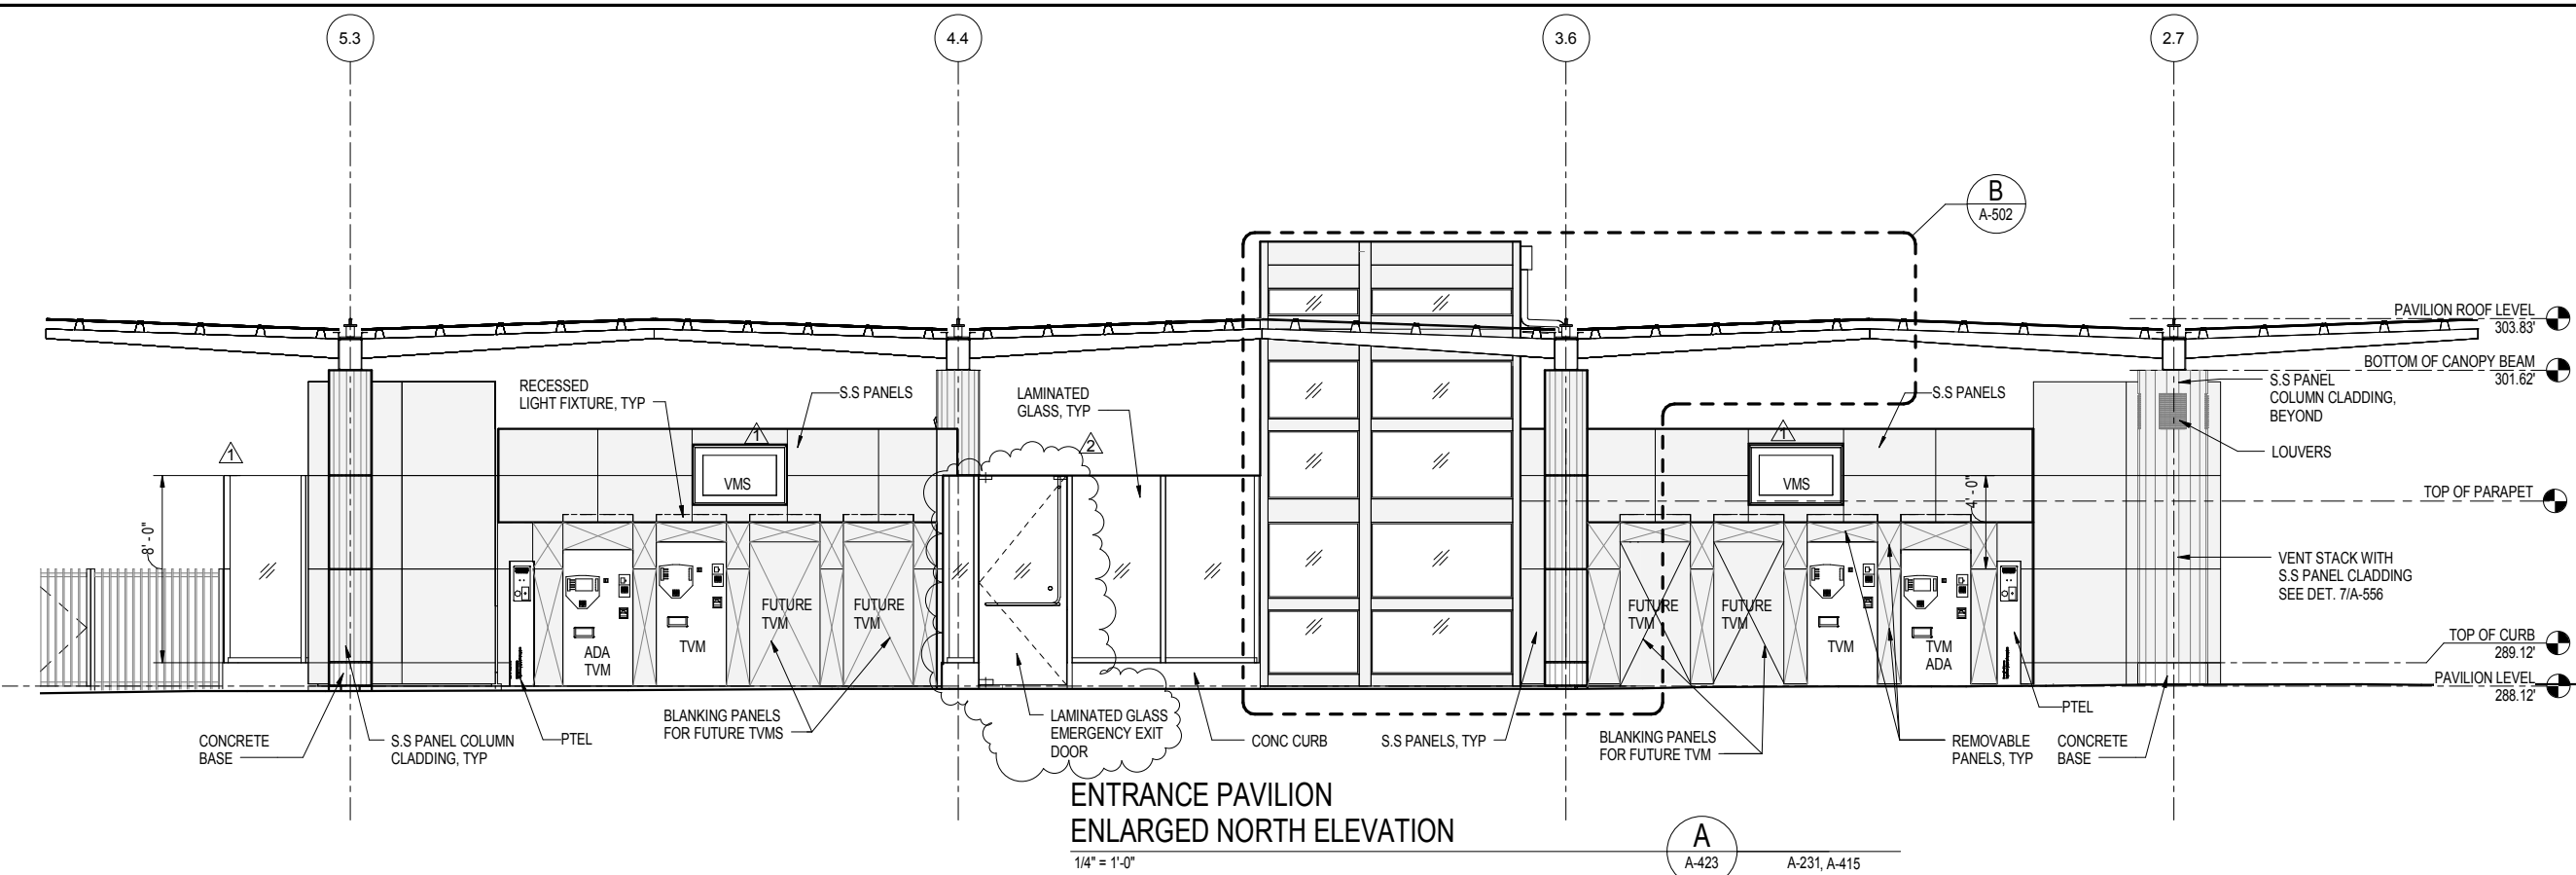 5.3
4.4
3.6
2.7
B
A-502
PAVILION ROOF LEVEL
303.83'
BOTTOM OF CANOPY BEAM
301.62'
S.S PANEL
COLUMN CLADDING,
BEYOND
LOUVERS
TOP OF PARAPET
VENT STACK WITH
S.S PANEL CLADDING
SEE DET. 7/A-556
TOP OF CURB
289.12'
PAVILION LEVEL
288.12'
RECESSED
LIGHT FIXTURE, TYP
S.S PANELS
LAMINATED
GLASS, TYP
S.S PANELS
1
1
2
1
VMS
VMS
8' - 0"
4' - 0"
ADA
TVM
TVM
FUTURE
TVM
FUTURE
TVM
FUTURE
TVM
FUTURE
TVM
TVM
TVM
ADA
CONCRETE
BASE
S.S PANEL COLUMN
CLADDING, TYP
PTEL
BLANKING PANELS
FOR FUTURE TVMS
LAMINATED GLASS
EMERGENCY EXIT
DOOR
CONC CURB
S.S PANELS, TYP
BLANKING PANELS
FOR FUTURE TVM
REMOVABLE
PANELS, TYP
PTEL
CONCRETE
BASE
ENTRANCE PAVILION
ENLARGED NORTH ELEVATION
1/4" = 1'-0"
A
A-423
A-231, A-415